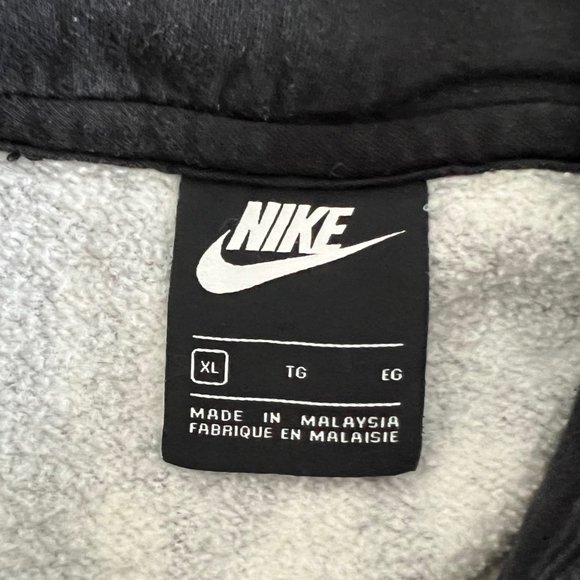 NIKE
XL TG EG
MADE IN MALAYSIA
FABRIQUE EN MALAISIE